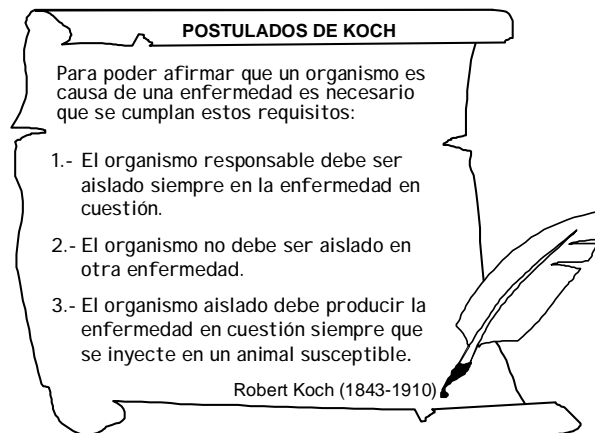 POSTULADOS DE KOCH
Para poder afirmar que un organismo es
causa de una enfermedad es necesario
que se cumplan estos requisitos:
1.- El organismo responsable debe ser
aislado siempre en la enfermedad en
cuestión.
2.- El organismo no debe ser aislado en
otra enfermedad.
3.- El organismo aislado debe producir la
enfermedad en cuestión siempre que
se inyecte en un animal susceptible.
Robert Koch (1843-1910)